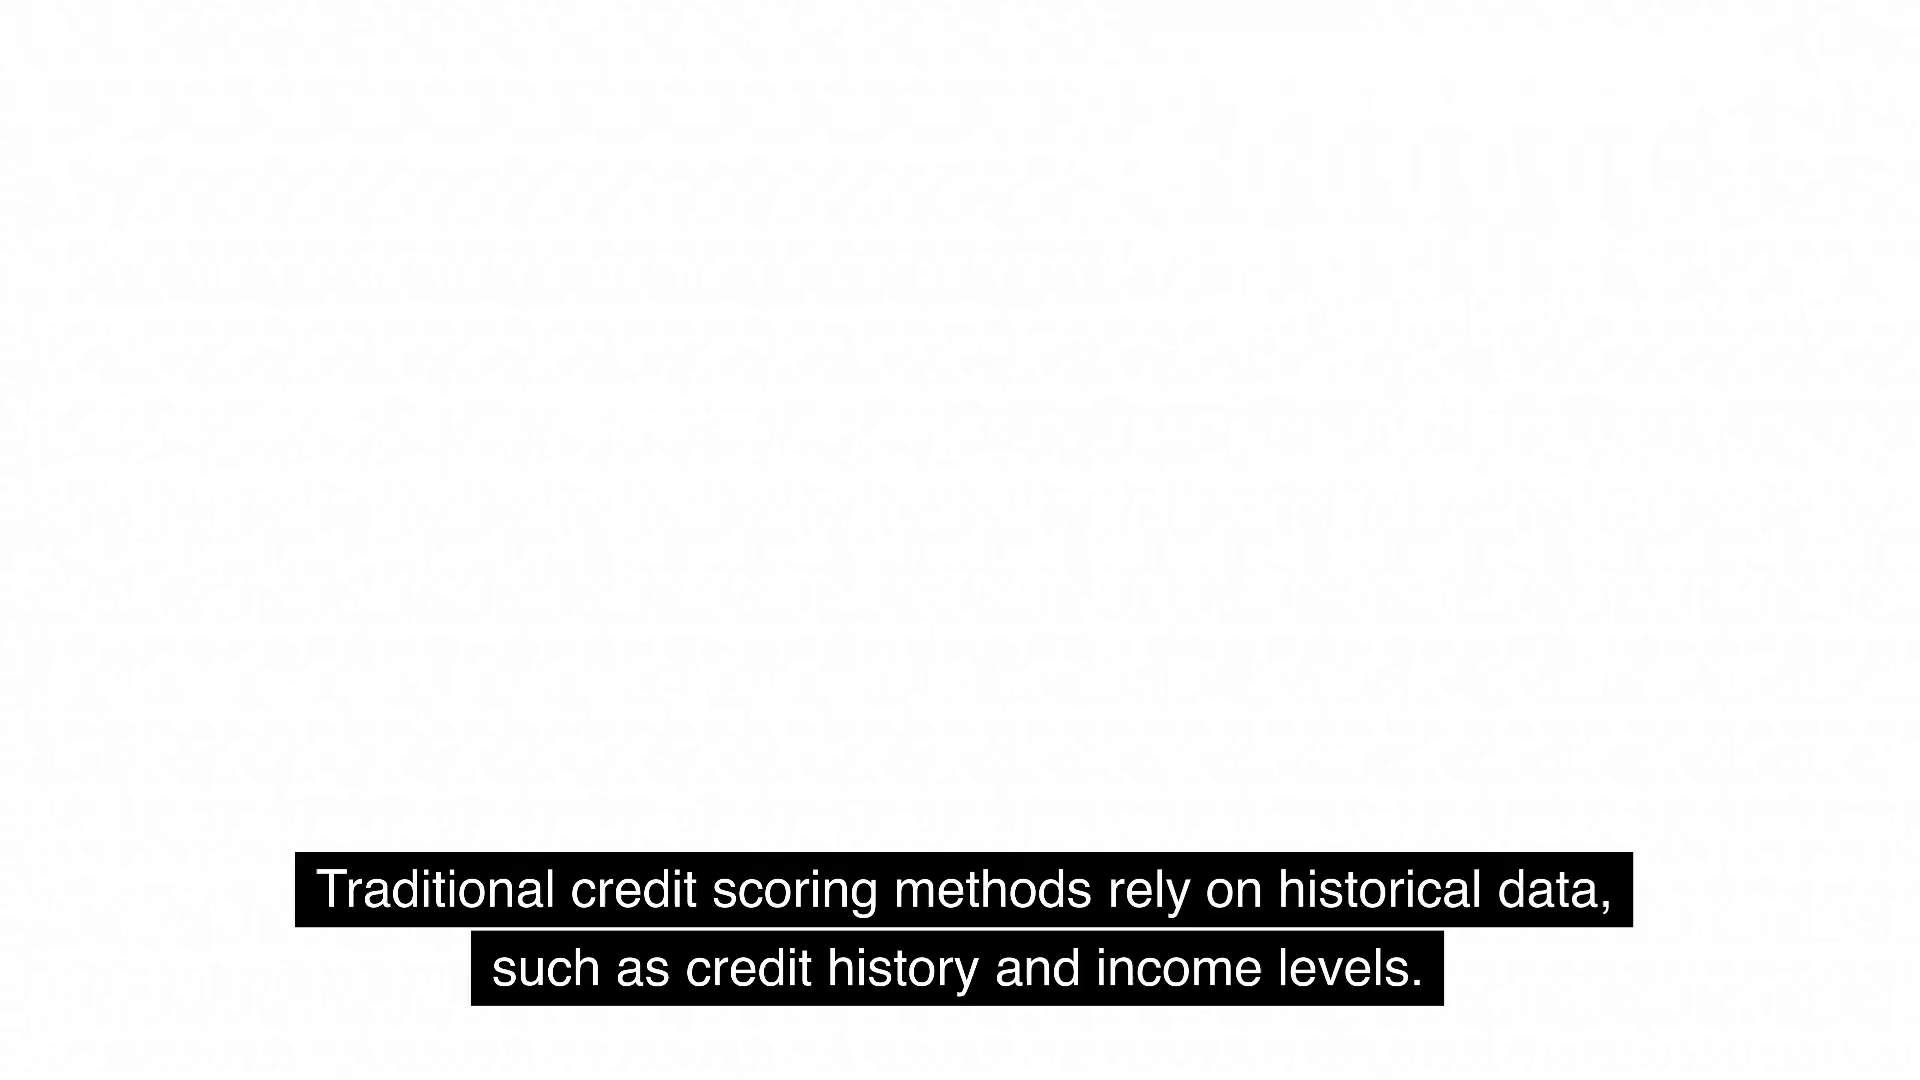 Traditional credit scoring methods rely on historical data,
such as credit history and income levels.